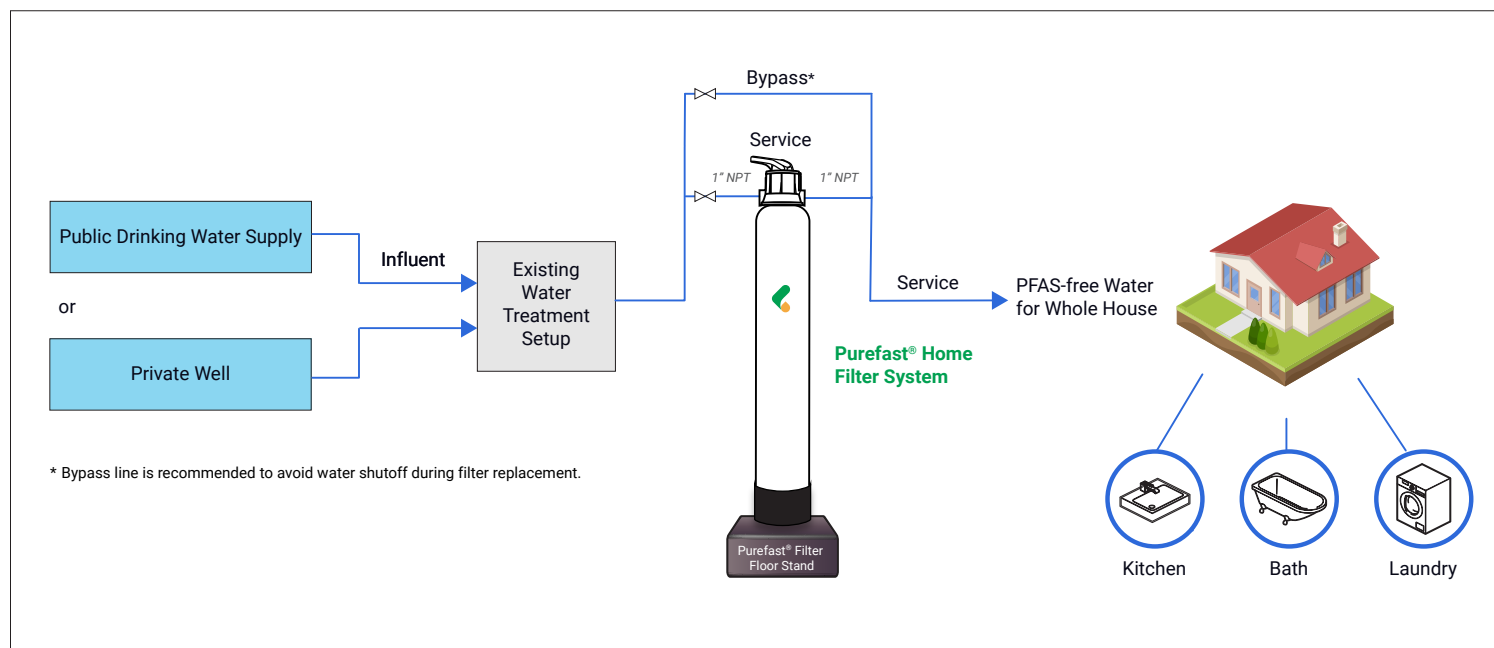 Bypass*
Service
1” NPT
1” NPT
Public Drinking Water Supply
Influent
or
Private Well
Existing
Water
Treatment
Setup
Service
PFAS-free Water
for Whole House
Purefast® Home
Filter System
* Bypass line is recommended to avoid water shutoff during filter replacement.
Purefast® Filter
Floor Stand
Kitchen
Bath
Laundry